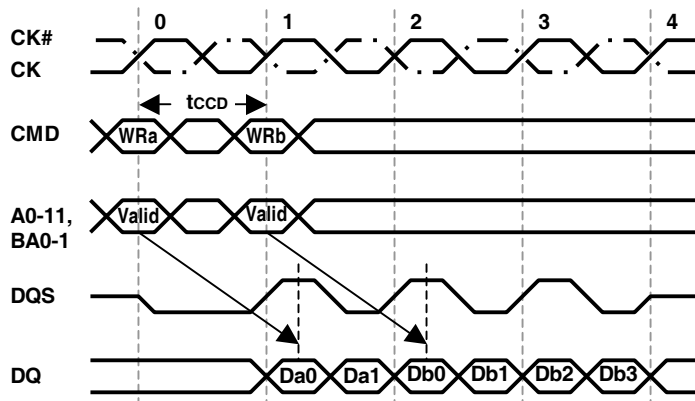 0 1 2 3 4
CK#
CK
tCCD
CMD WRa WRb
A0-11, Valid Valid
BA0-1
DQS
DQ Da0 Da1 Db0 Db1 Db2 Db3